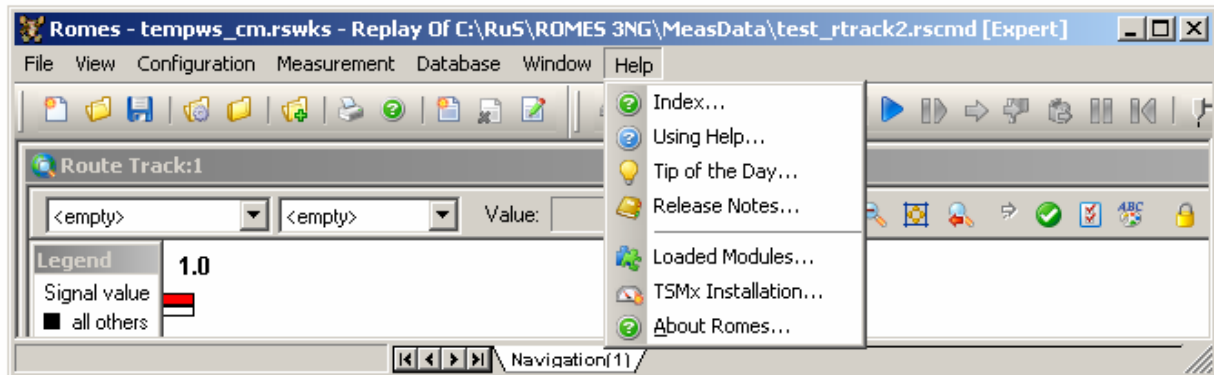 Romes - tempws_cm.rswks - Replay Of C:\RuS\ROMES 3NG\MeasData\test_rtrack2.rscmd [Expert]
File View Configuration Measurement Database Window Help
Index...
Using Help...
Tip of the Day...
Release Notes...
Loaded Modules...
TSMx Installation...
About Romes...
Route Track:1
<empty> <empty> Value:
ABC
Legend
1.0
Signal value
all others
Navigation(1)